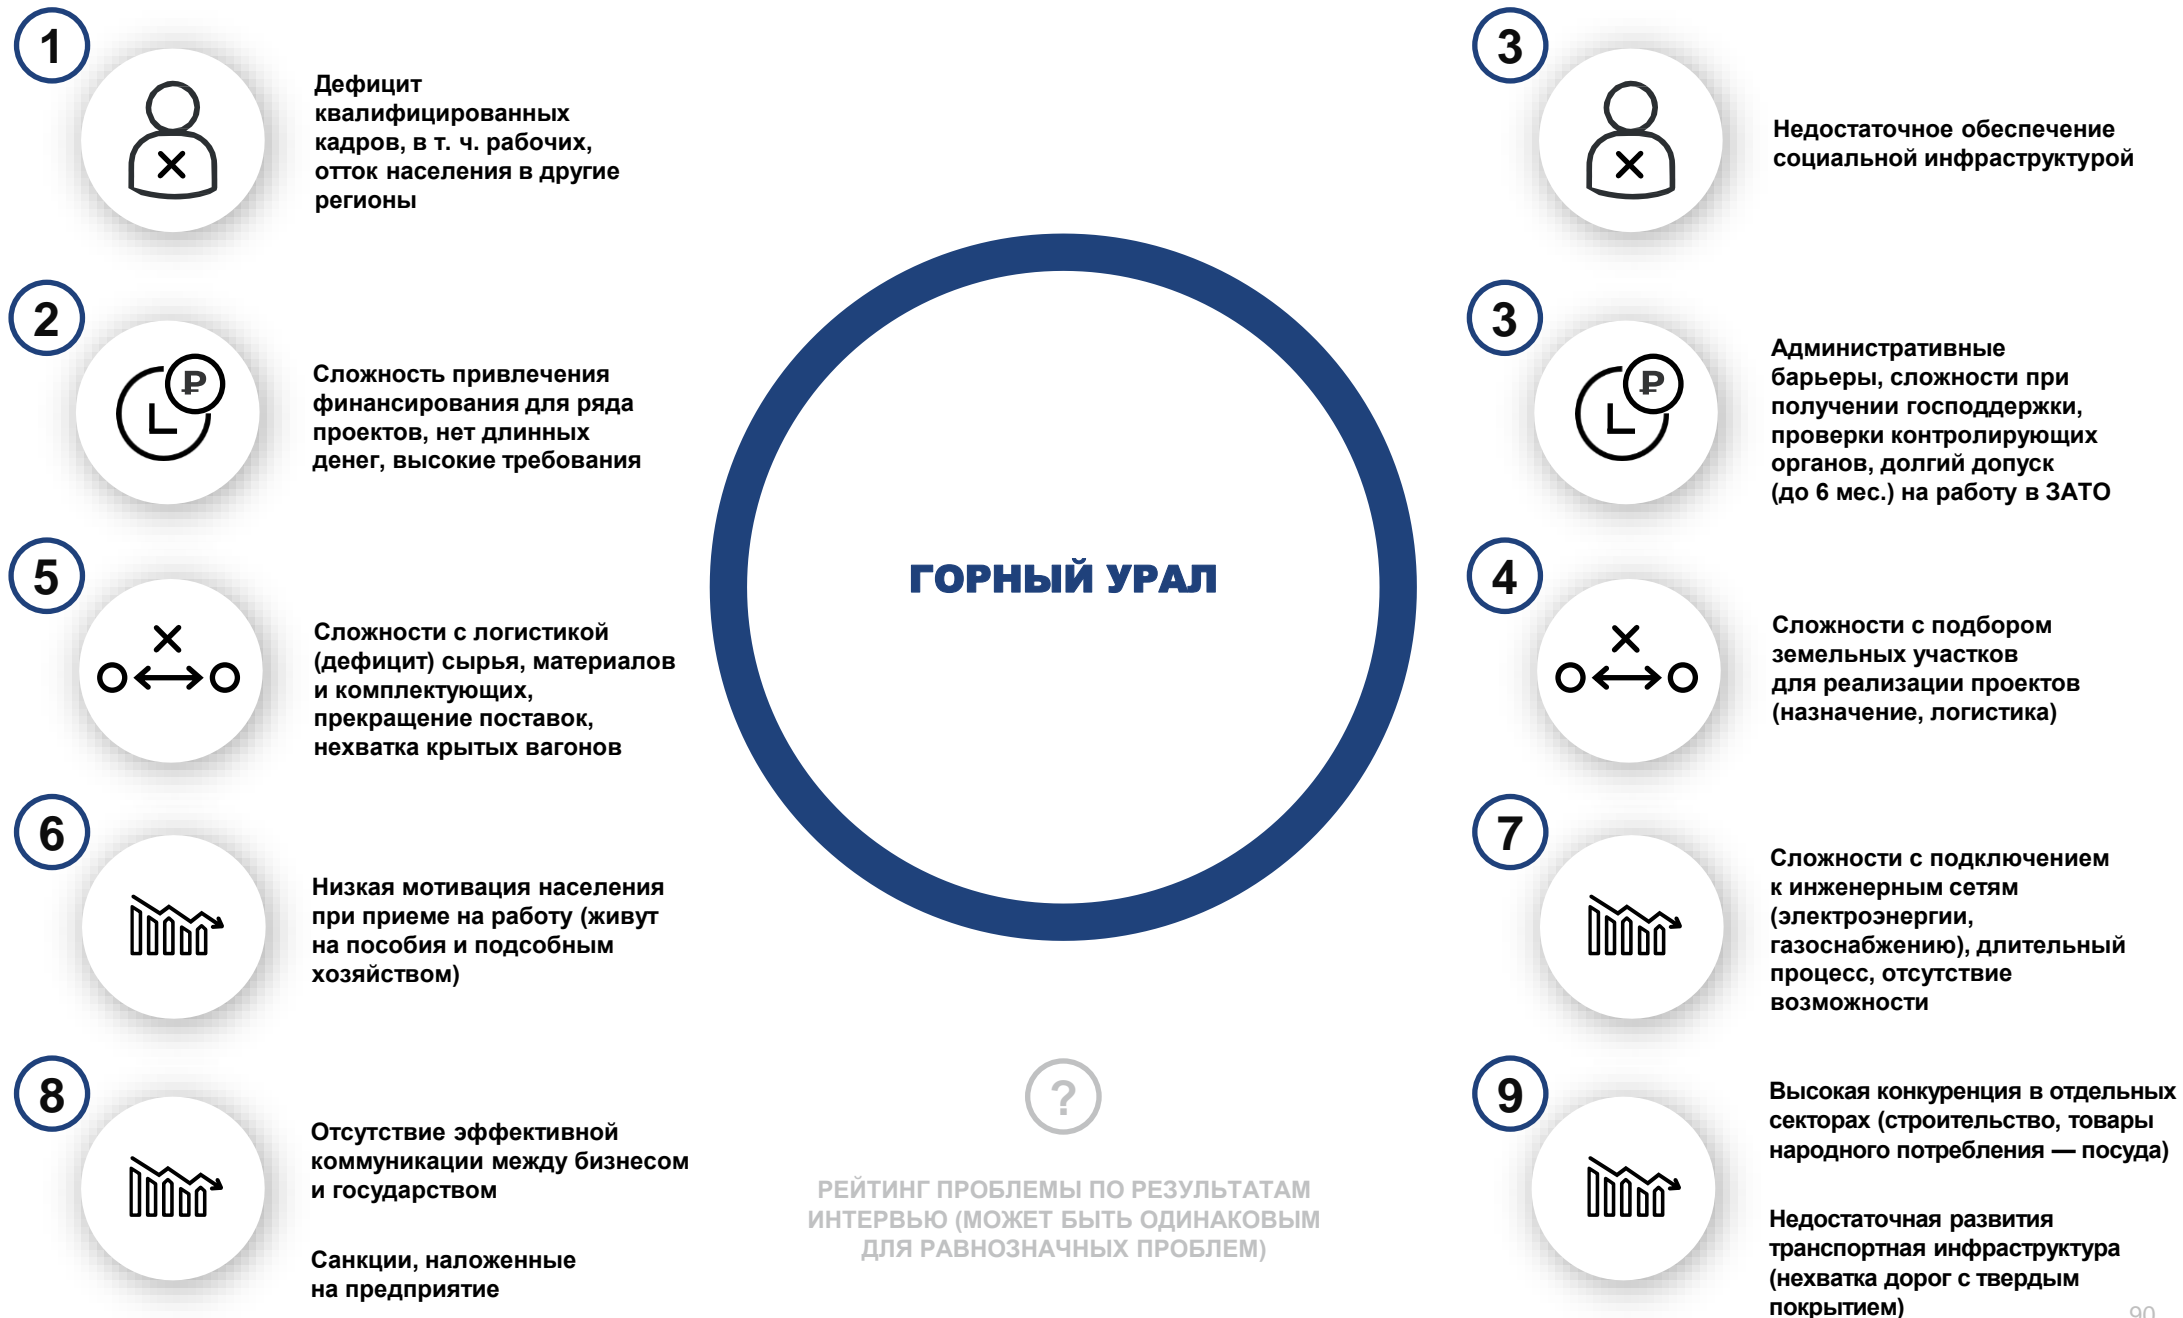 1
Дефицит
квалифицированных
кадров, в т. ч. рабочих,
отток населения в другие
регионы
2
Сложность привлечения
финансирования для ряда
проектов, нет длинных
денег, высокие требования
5
Сложности с логистикой
(дефицит) сырья, материалов
и комплектующих,
прекращение поставок,
нехватка крытых вагонов
6
Низкая мотивация населения
при приеме на работу (живут
на пособия и подсобным
хозяйством)
8
Отсутствие эффективной
коммуникации между бизнесом
и государством
Санкции, наложенные
на предприятие
ГОРНЫЙ УРАЛ
?
РЕЙТИНГ ПРОБЛЕМЫ ПО РЕЗУЛЬТАТАМ
ИНТЕРВЬЮ (МОЖЕТ БЫТЬ ОДИНАКОВЫМ
ДЛЯ РАВНОЗНАЧНЫХ ПРОБЛЕМ)
3
Недостаточное обеспечение
социальной инфраструктурой
3
Административные
барьеры, сложности при
получении господдержки,
проверки контролирующих
органов, долгий допуск
(до 6 мес.) на работу в ЗАТО
4
Сложности с подбором
земельных участков
для реализации проектов
(назначение, логистика)
7
Сложности с подключением
к инженерным сетям
(электроэнергии,
газоснабжению), длительный
процесс, отсутствие
возможности
9
Высокая конкуренция в отдельных
секторах (строительство, товары
народного потребления — посуда)
Недостаточная развития
транспортная инфраструктура
(нехватка дорог с твердым
покрытием)
90